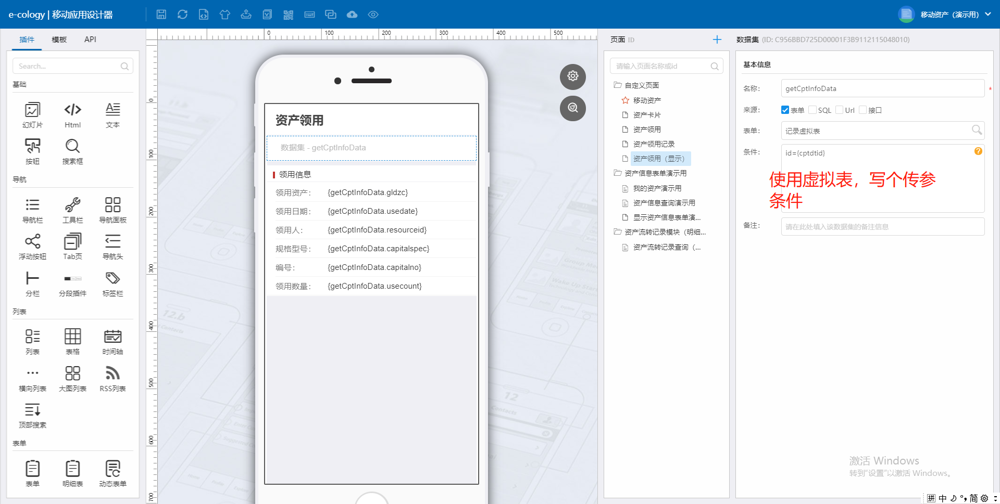 e-cology | 移动应用设计器
移动资产（演示用）
插件 模板 API
Search...
基础
幻灯片 Html 文本
按钮 搜索框
导航
导航栏 工具栏 导航面板
浮动按钮 Tab页 导航头
分栏 分段插件 标签栏
列表
列表 表格 时间轴
横向列表 大图列表 RSS列表
顶部搜索
表单
表单 明细表 动态表单
0 100 200 300 400 500
0
100
200
300
400
500
600
700
资产领用
数据集 - getCptInfoData
领用信息
领用资产: {getCptInfoData.gldzc}
领用日期: {getCptInfoData.usedate}
领用人: {getCptInfoData.resourceid}
规格型号: {getCptInfoData.capitalspec}
编号: {getCptInfoData.capitalno}
领用数量: {getCptInfoData.usecount}
12.b
Contacts
Group Me
Wake Up Star
12
Contacts
页面 ID
请输入页面名称或id
自定义页面
移动资产
资产卡片
资产领用
资产领用记录
资产领用（显示）
资产信息表单演示用
我的资产演示用
资产信息查询演示用
显示资产信息表单演...
资产流转记录模块（明细...
资产流转记录查询（...
数据集 (ID: C956BBD725D00001F3B9112115048010)
基本信息
名称: getCptInfoData *
来源: 表单 SQL Url 接口
表单: 记录虚拟表
条件: id={cptdtid} ?
使用虚拟表，写个传参
条件
备注: 请在此处填入该数据集的备注信息
激活 Windows
转到“设置”以激活 Windows。
拼 中 简